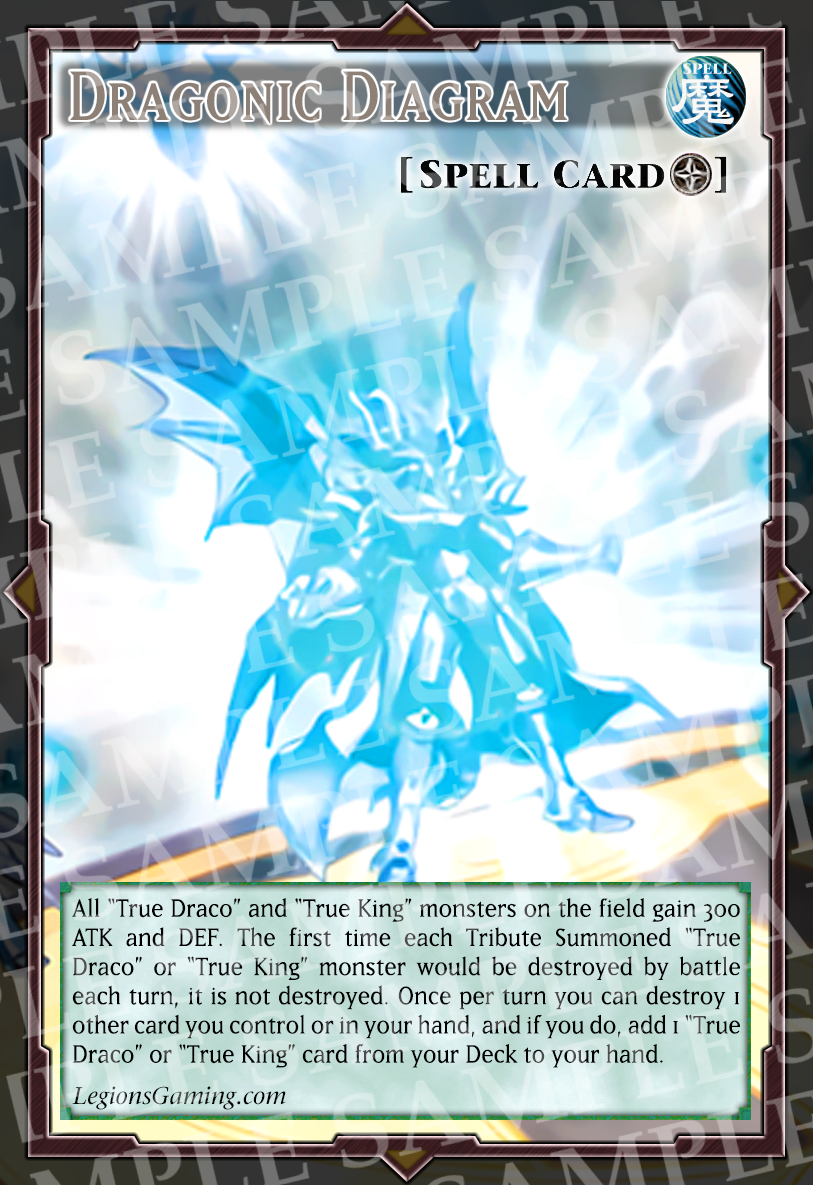 Dragonic Diagram
SPELL
魔
[Spell Card]
All "True Draco" and "True King" monsters on the field gain 300
ATK and DEF. The first time each Tribute Summoned "True
Draco" or "True King" monster would be destroyed by battle
each turn, it is not destroyed. Once per turn you can destroy 1
other card you control or in your hand, and if you do, add 1 "True
Draco" or "True King" card from your Deck to your hand.
LegionsGaming.com
SAMPLE SAMPLE SAMPLE